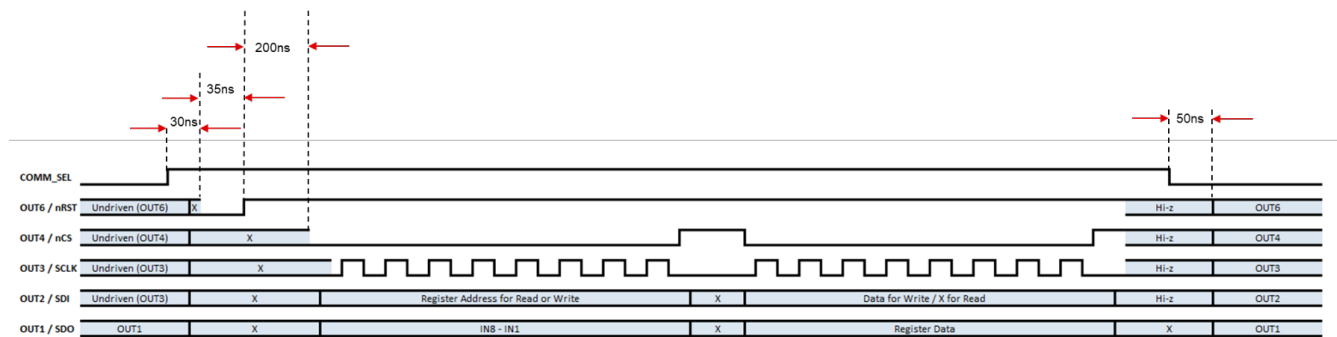 200ns
35ns
30ns
50ns
COMM_SEL
OUT6 / nRST Undriven (OUT6) X Hi-z OUT6
OUT4 / nCS Undriven (OUT4) X Hi-z OUT4
OUT3 / SCLK Undriven (OUT3) X Hi-z OUT3
OUT2 / SDI Undriven (OUT3) X Register Address for Read or Write X Data for Write / X for Read Hi-z OUT2
OUT1 / SDO OUT1 X IN8 - IN1 X Register Data X OUT1